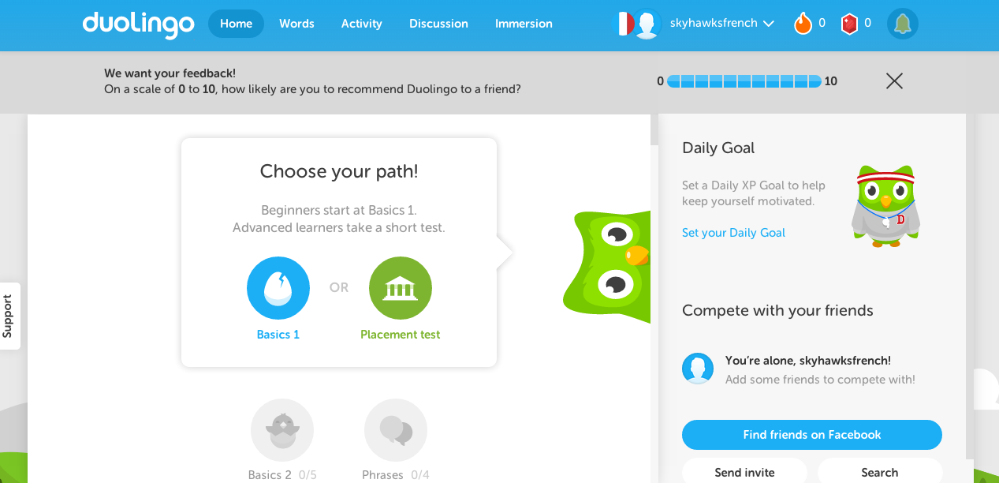 duolingo
Home
Words
Activity
Discussion
Immersion
skyhawksfrench
0
0
We want your feedback!
On a scale of 0 to 10, how likely are you to recommend Duolingo to a friend?
0
10
Choose your path!
Beginners start at Basics 1.
Advanced learners take a short test.
OR
Basics 1
Placement test
Basics 2 0/5
Phrases 0/4
Daily Goal
Set a Daily XP Goal to help
keep yourself motivated.
Set your Daily Goal
D
Compete with your friends
You’re alone, skyhawksfrench!
Add some friends to compete with!
Find friends on Facebook
Send invite
Search
Support